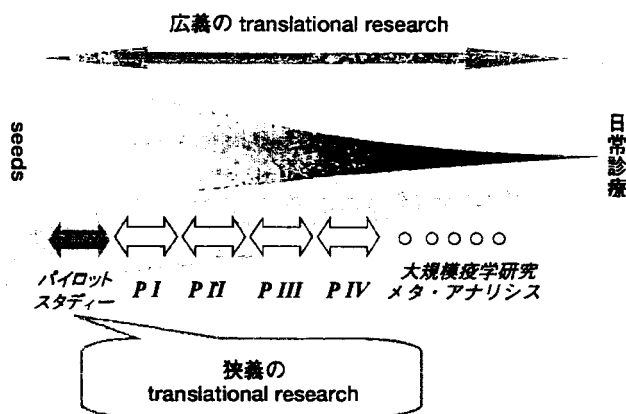 広義の translational research
seeds
日常診療
パイロット
スタディー
P I
P II
P III
P IV
大規模疫学研究
メタ・アナリシス
狭義の
translational research